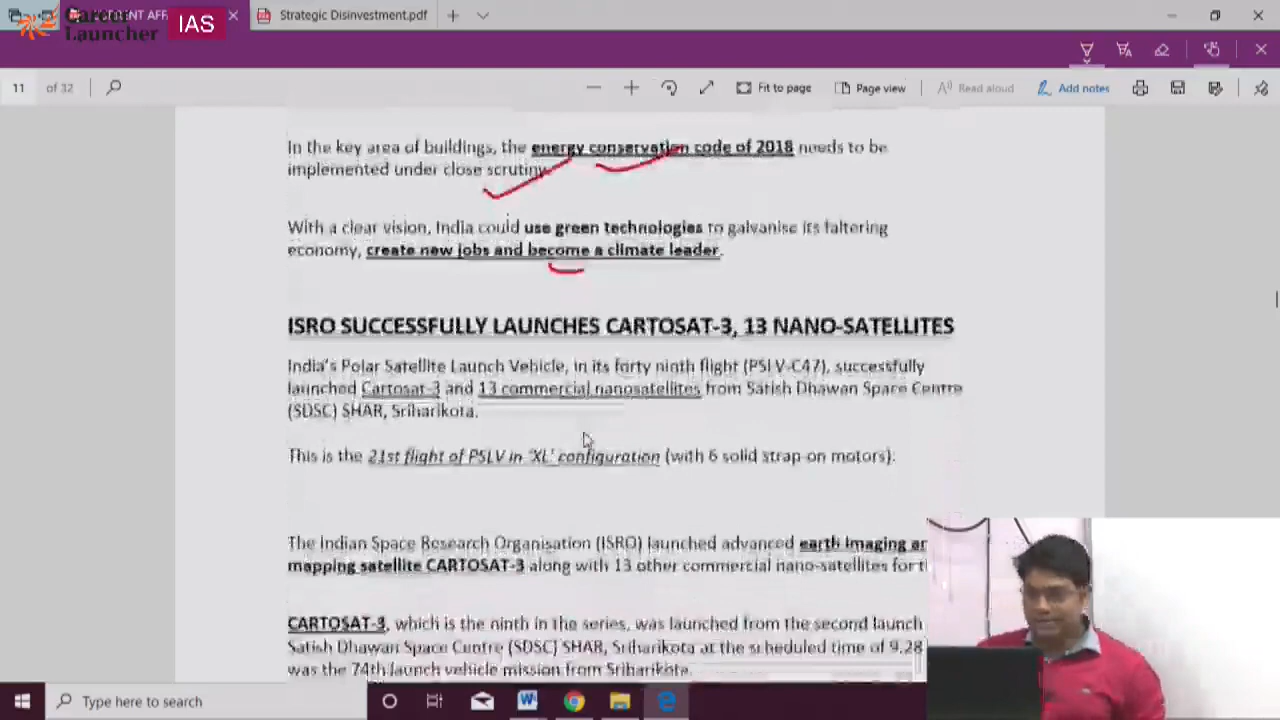 Career
Launcher
IAS
RRENT AFF
Strategic Disinvestment.pdf
11 of 32
Fit to page
Page view
Read aloud
Add notes
In the key area of buildings, the energy conservation code of 2018 needs to be
implemented under close scrutiny.
With a clear vision, India could use green technologies to galvanise its faltering
economy, create new jobs and become a climate leader.
ISRO SUCCESSFULLY LAUNCHES CARTOSAT-3, 13 NANO-SATELLITES
India's Polar Satellite Launch Vehicle, in its forty ninth flight (PSLV-C47), successfully
launched Cartosat-3 and 13 commercial nanosatellites from Satish Dhawan Space Centre
(SDSC) SHAR, Sriharikota.
This is the 21st flight of PSLV in 'XL' configuration (with 6 solid strap-on motors).
The Indian Space Research Organisation (ISRO) launched advanced earth imaging an
mapping satellite CARTOSAT-3 along with 13 other commercial nano-satellites for t
CARTOSAT-3, which is the ninth in the series, was launched from the second launch
Satish Dhawan Space Centre (SDSC) SHAR, Sriharikota at the scheduled time of 9.28
was the 74th launch vehicle mission from Sriharikota.
Type here to search